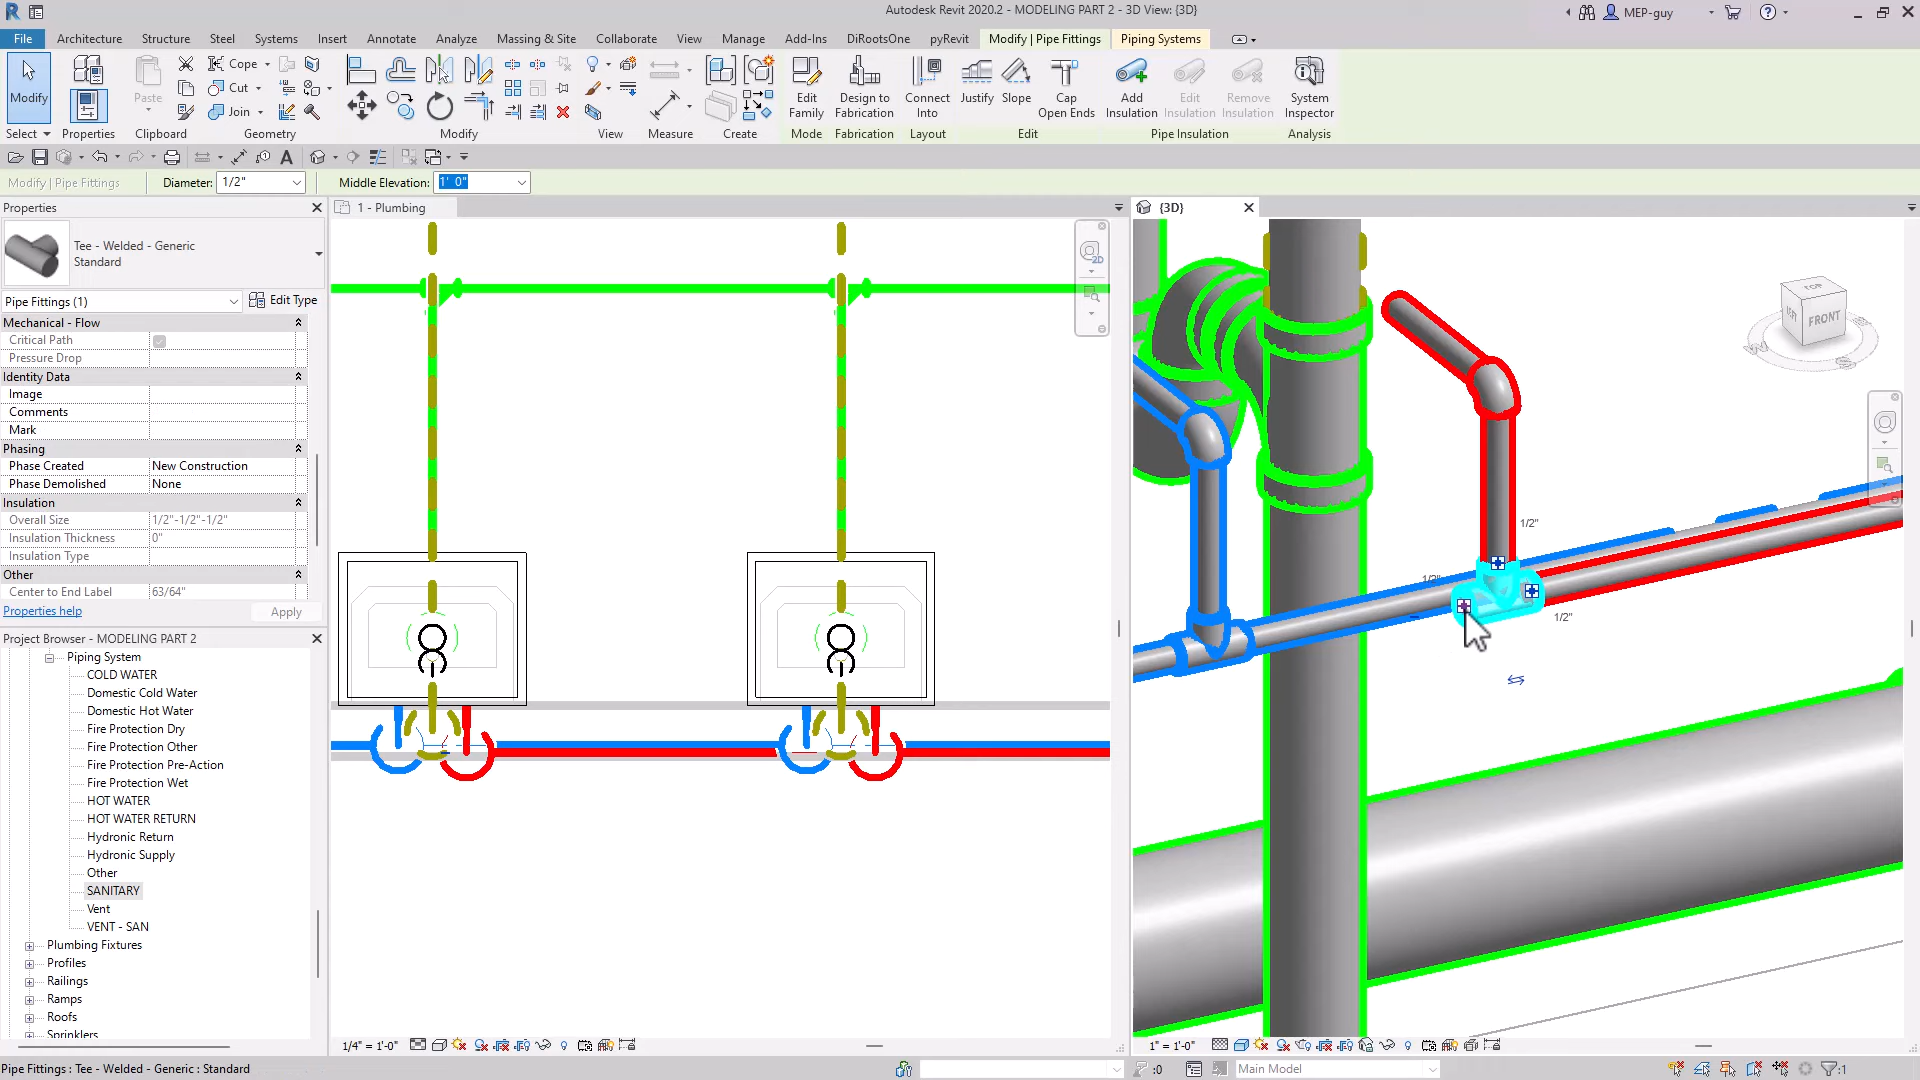 Autodesk Revit 2020.2 - MODELING PART 2 - 3D View: {3D}
MEP-guy
File Architecture Structure Steel Systems Insert Annotate Analyze Massing & Site Collaborate View Manage Add-Ins DiRootsOne pyRevit Modify | Pipe Fittings Piping Systems
Modify
Paste
Cope
Cut
Join
Edit Family
Design to Fabrication
Connect Into
Justify
Slope
Cap Open Ends
Add Insulation
Edit Insulation
Remove Insulation
System Inspector
Select Properties Clipboard Geometry Modify View Measure Create Mode Fabrication Layout Edit Pipe Insulation Analysis
Modify | Pipe Fittings Diameter: 1/2" Middle Elevation: 1' 0"
Properties
1 - Plumbing
{3D}
Tee - Welded - Generic
Standard
Pipe Fittings (1) Edit Type
Mechanical - Flow
Critical Path
Pressure Drop
Identity Data
Image
Comments
Mark
Phasing
Phase Created New Construction
Phase Demolished None
Insulation
Overall Size 1/2"-1/2"-1/2"
Insulation Thickness 0"
Insulation Type
Other
Center to End Label 63/64"
Properties help Apply
Project Browser - MODELING PART 2
Piping System
COLD WATER
Domestic Cold Water
Domestic Hot Water
Fire Protection Dry
Fire Protection Other
Fire Protection Pre-Action
Fire Protection Wet
HOT WATER
HOT WATER RETURN
Hydronic Return
Hydronic Supply
Other
SANITARY
Vent
VENT - SAN
Plumbing Fixtures
Profiles
Railings
Ramps
Roofs
Sprinklers
2D
TOP
LEFT
FRONT
1/2"
1/2"
1/2"
1/4" = 1'-0"
1" = 1'-0"
Pipe Fittings : Tee - Welded - Generic : Standard
:0
Main Model
:1